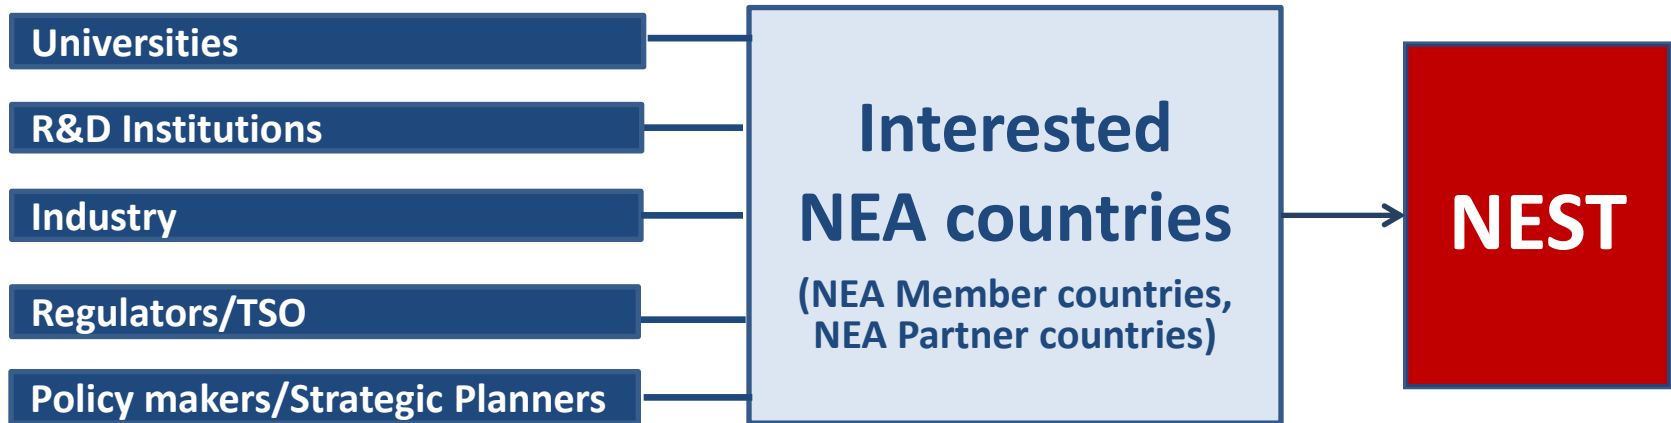 Universities
R&D Institutions
Industry
Regulators/TSO
Policy makers/Strategic Planners
Interested
NEA countries
(NEA Member countries,
NEA Partner countries)
NEST